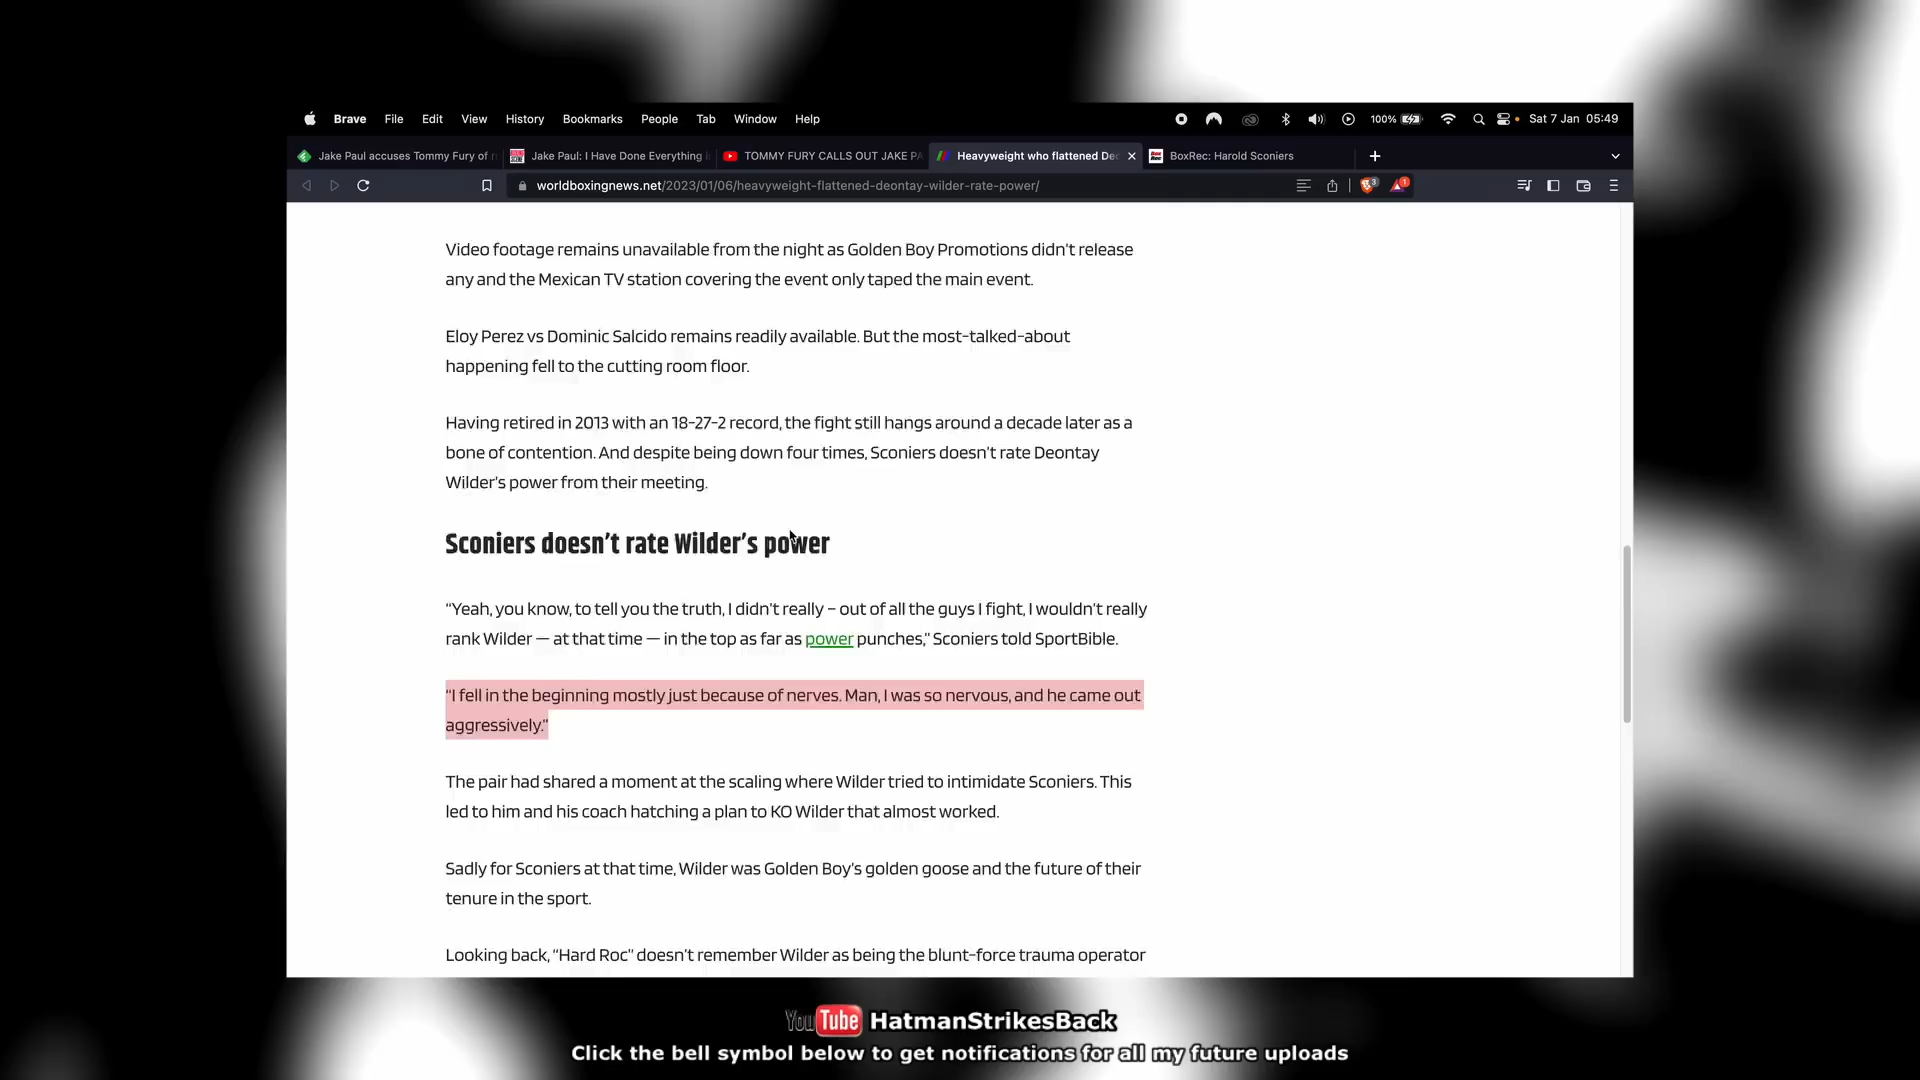 Brave File Edit View History Bookmarks People Tab Window Help 100% Sat 7 Jan 05:49
Jake Paul accuses Tommy Fury of r Jake Paul: I Have Done Everything i TOMMY FURY CALLS OUT JAKE PA Heavyweight who flattened De BoxRec: Harold Sconiers
worldboxingnews.net/2023/01/06/heavyweight-flattened-deontay-wilder-rate-power/ 3 1
Video footage remains unavailable from the night as Golden Boy Promotions didn't release
any and the Mexican TV station covering the event only taped the main event.
Eloy Perez vs Dominic Salcido remains readily available. But the most-talked-about
happening fell to the cutting room floor.
Having retired in 2013 with an 18-27-2 record, the fight still hangs around a decade later as a
bone of contention. And despite being down four times, Sconiers doesn't rate Deontay
Wilder's power from their meeting.
Sconiers doesn't rate Wilder's power
“Yeah, you know, to tell you the truth, I didn't really – out of all the guys I fight, I wouldn't really
rank Wilder — at that time — in the top as far as power punches,” Sconiers told SportBible.
“I fell in the beginning mostly just because of nerves. Man, I was so nervous, and he came out
aggressively.”
The pair had shared a moment at the scaling where Wilder tried to intimidate Sconiers. This
led to him and his coach hatching a plan to KO Wilder that almost worked.
Sadly for Sconiers at that time, Wilder was Golden Boy's golden goose and the future of their
tenure in the sport.
Looking back, “Hard Roc” doesn't remember Wilder as being the blunt-force trauma operator
YouTube HatmanStrikesBack
Click the bell symbol below to get notifications for all my future uploads